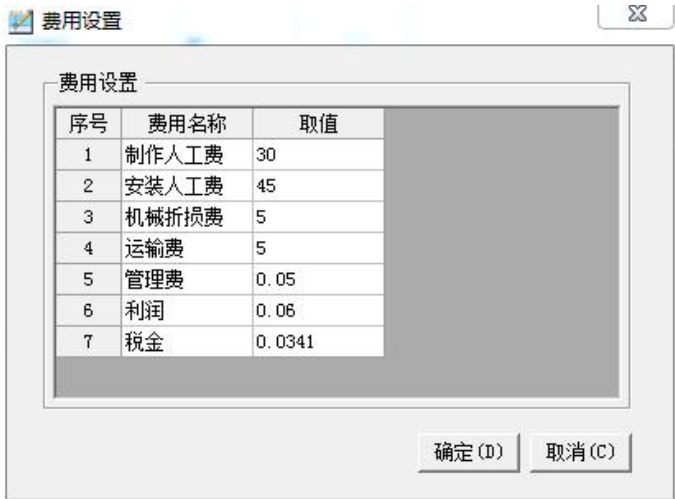 费用设置
费用设置
序号 费用名称 取值
1 制作人工费 30
2 安装人工费 45
3 机械折损费 5
4 运输费 5
5 管理费 0.05
6 利润 0.06
7 税金 0.0341
确定(D) 取消(C)